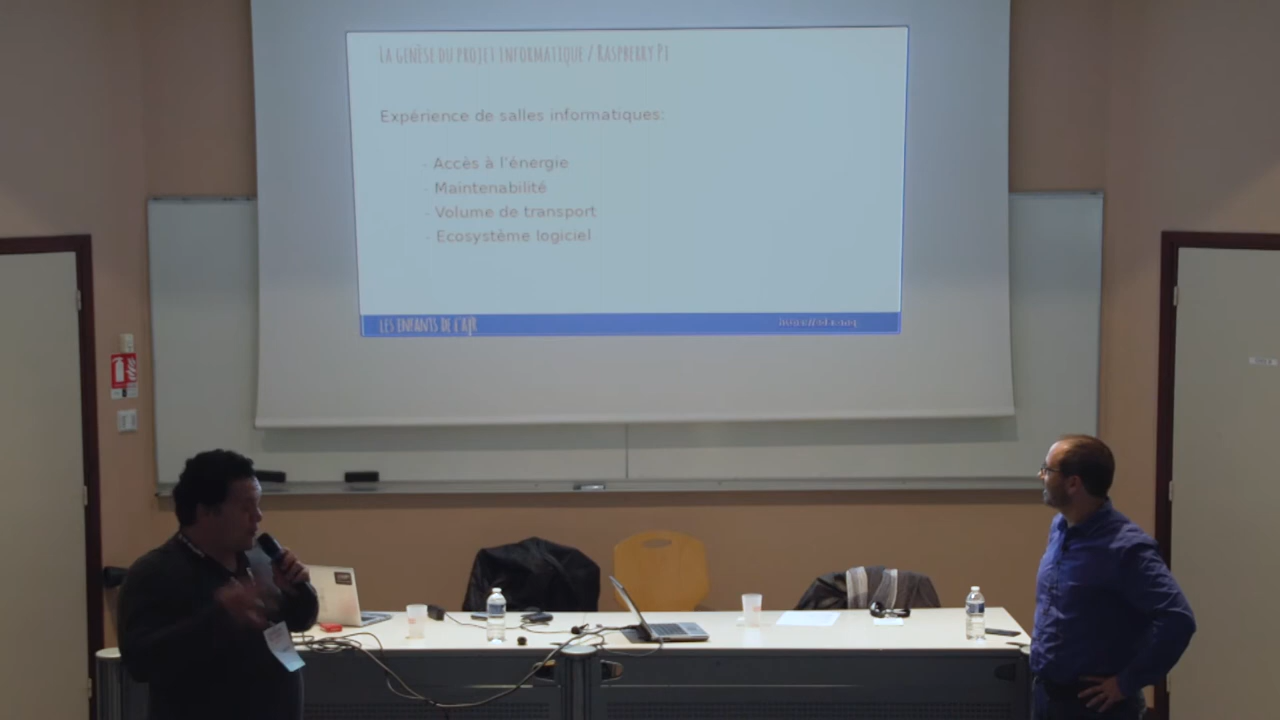 La genèse du projet informatique / Raspberry Pi
Expérience de salles informatiques:
- Accès à l'énergie
- Maintenabilité
- Volume de transport
- Ecosystème logiciel
Les enfants de l'air